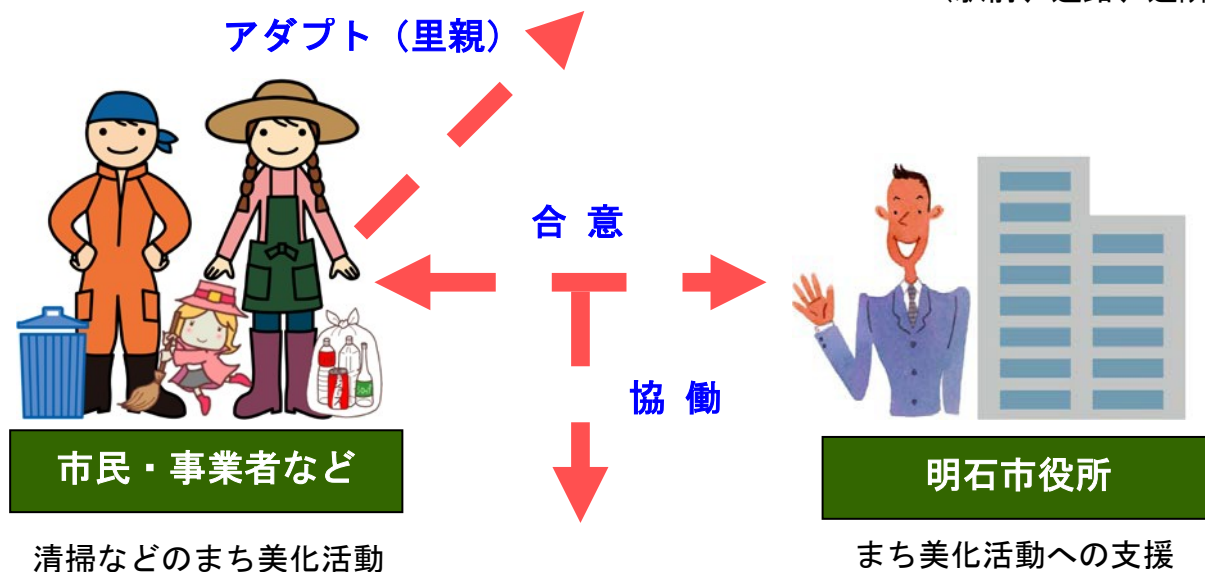 アダプト（里親）
合 意
協 働
市民・事業者など
明石市役所
清掃などのまち美化活動
まち美化活動への支援